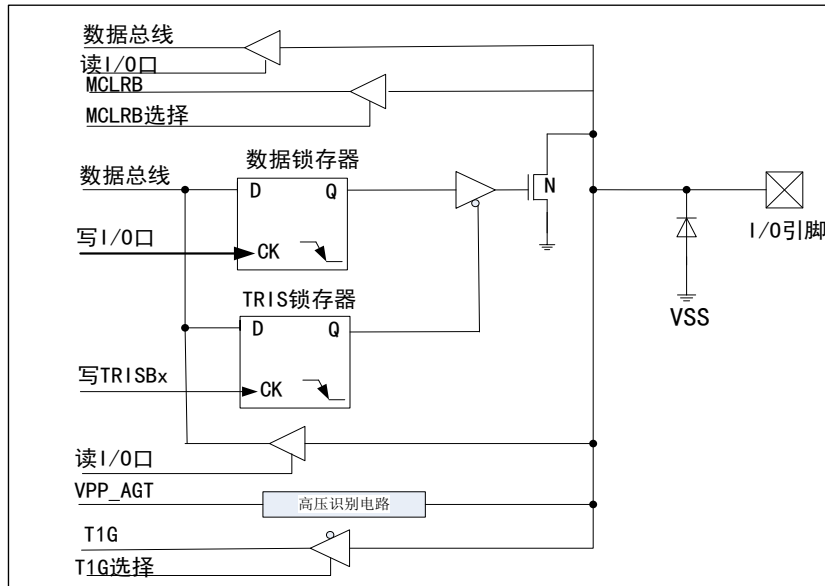 数据总线
读I/O口
MCLRB
MCLRB选择
数据锁存器
数据总线
D Q
N
写I/O口
CK
I/O引脚
TRIS锁存器
VSS
D Q
写TRISBx
CK
读I/O口
VPP_AGT
高压识别电路
T1G
T1G选择